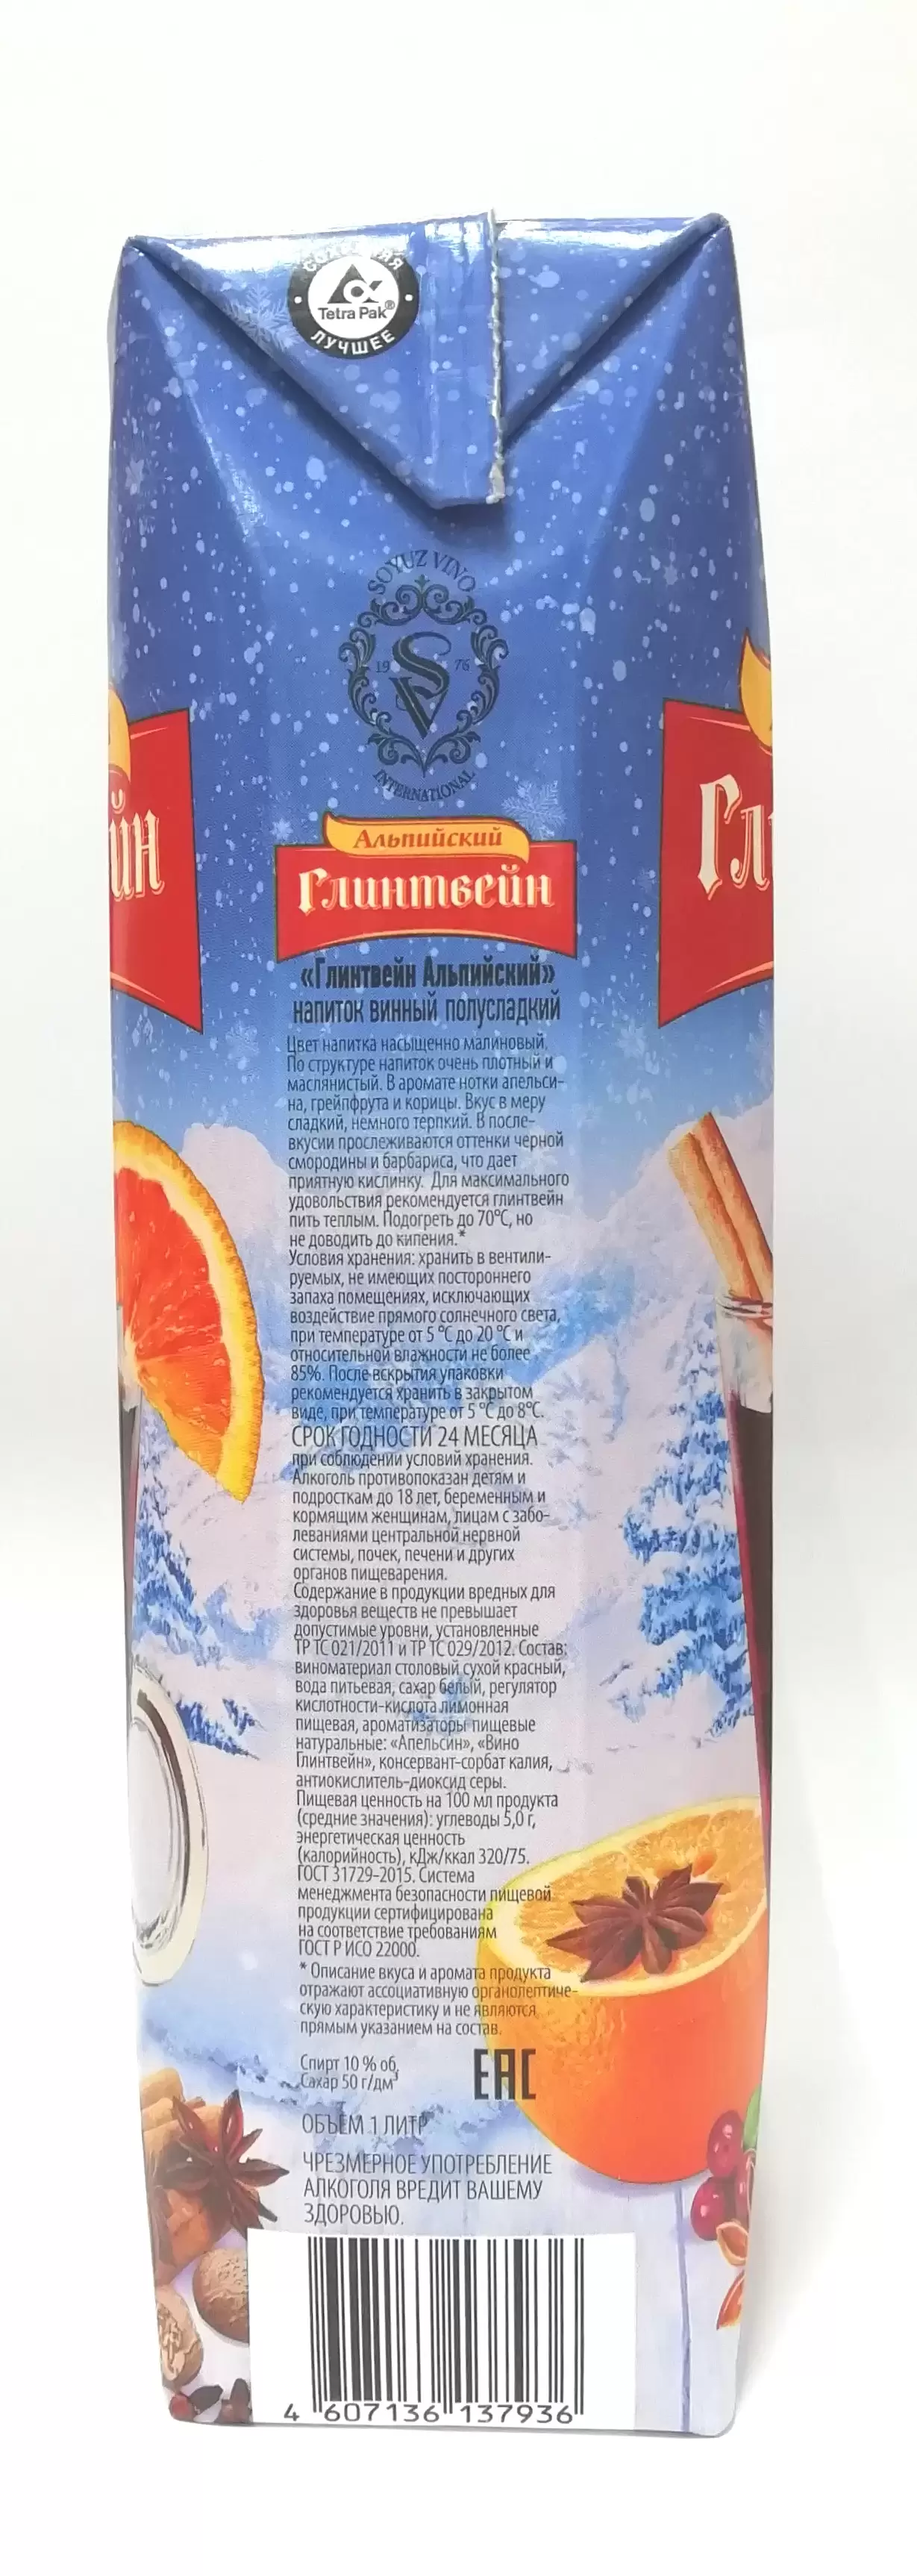 СОХРАНЯЯ
Tetra Pak®
ЛУЧШЕЕ
SOYUZ VINO
19 SV 76
INTERNATIONAL
йн
Гл
Альпийский
Глинтвейн
«Глинтвейн Альпийский»
напиток винный полусладкий
Цвет напитка насыщенно малиновый.
По структуре напиток очень плотный и
маслянистый. В аромате нотки апельси-
на, грейпфрута и корицы. Вкус в меру
сладкий, немного терпкий. В после-
вкусии прослеживаются оттенки черной
смородины и барбариса, что дает
приятную кислинку. Для максимального
удовольствия рекомендуется глинтвейн
пить теплым. Подогреть до 70°С, но
не доводить до кипения.*
Условия хранения: хранить в вентили-
руемых, не имеющих постороннего
запаха помещениях, исключающих
воздействие прямого солнечного света,
при температуре от 5 °С до 20 °С и
относительной влажности не более
85%. После вскрытия упаковки
рекомендуется хранить в закрытом
виде, при температуре от 5 °С до 8°С.
СРОК ГОДНОСТИ 24 МЕСЯЦА
при соблюдении условий хранения.
Алкоголь противопоказан детям и
подросткам до 18 лет, беременным и
кормящим женщинам, лицам с забо-
леваниями центральной нервной
системы, почек, печени и других
органов пищеварения.
Содержание в продукции вредных для
здоровья веществ не превышает
допустимые уровни, установленные
ТР ТС 021/2011 и ТР ТС 029/2012. Состав:
виноматериал столовый сухой красный,
вода питьевая, сахар белый, регулятор
кислотности-кислота лимонная
пищевая, ароматизаторы пищевые
натуральные: «Апельсин», «Вино
Глинтвейн», консервант-сорбат калия,
антиокислитель-диоксид серы.
Пищевая ценность на 100 мл продукта
(средние значения): углеводы 5,0 г,
энергетическая ценность
(калорийность), кДж/ккал 320/75.
ГОСТ 31729-2015. Система
менеджмента безопасности пищевой
продукции сертифицирована
на соответствие требованиям
ГОСТ Р ИСО 22000.
* Описание вкуса и аромата продукта
отражают ассоциативную органолептиче-
скую характеристику и не являются
прямым указанием на состав.
Спирт 10 % об,
Сахар 50 г/дм³
ЕАС
ОБЪЕМ 1 ЛИТР
ЧРЕЗМЕРНОЕ УПОТРЕБЛЕНИЕ
АЛКОГОЛЯ ВРЕДИТ ВАШЕМУ
ЗДОРОВЬЮ.
4 607136 137936